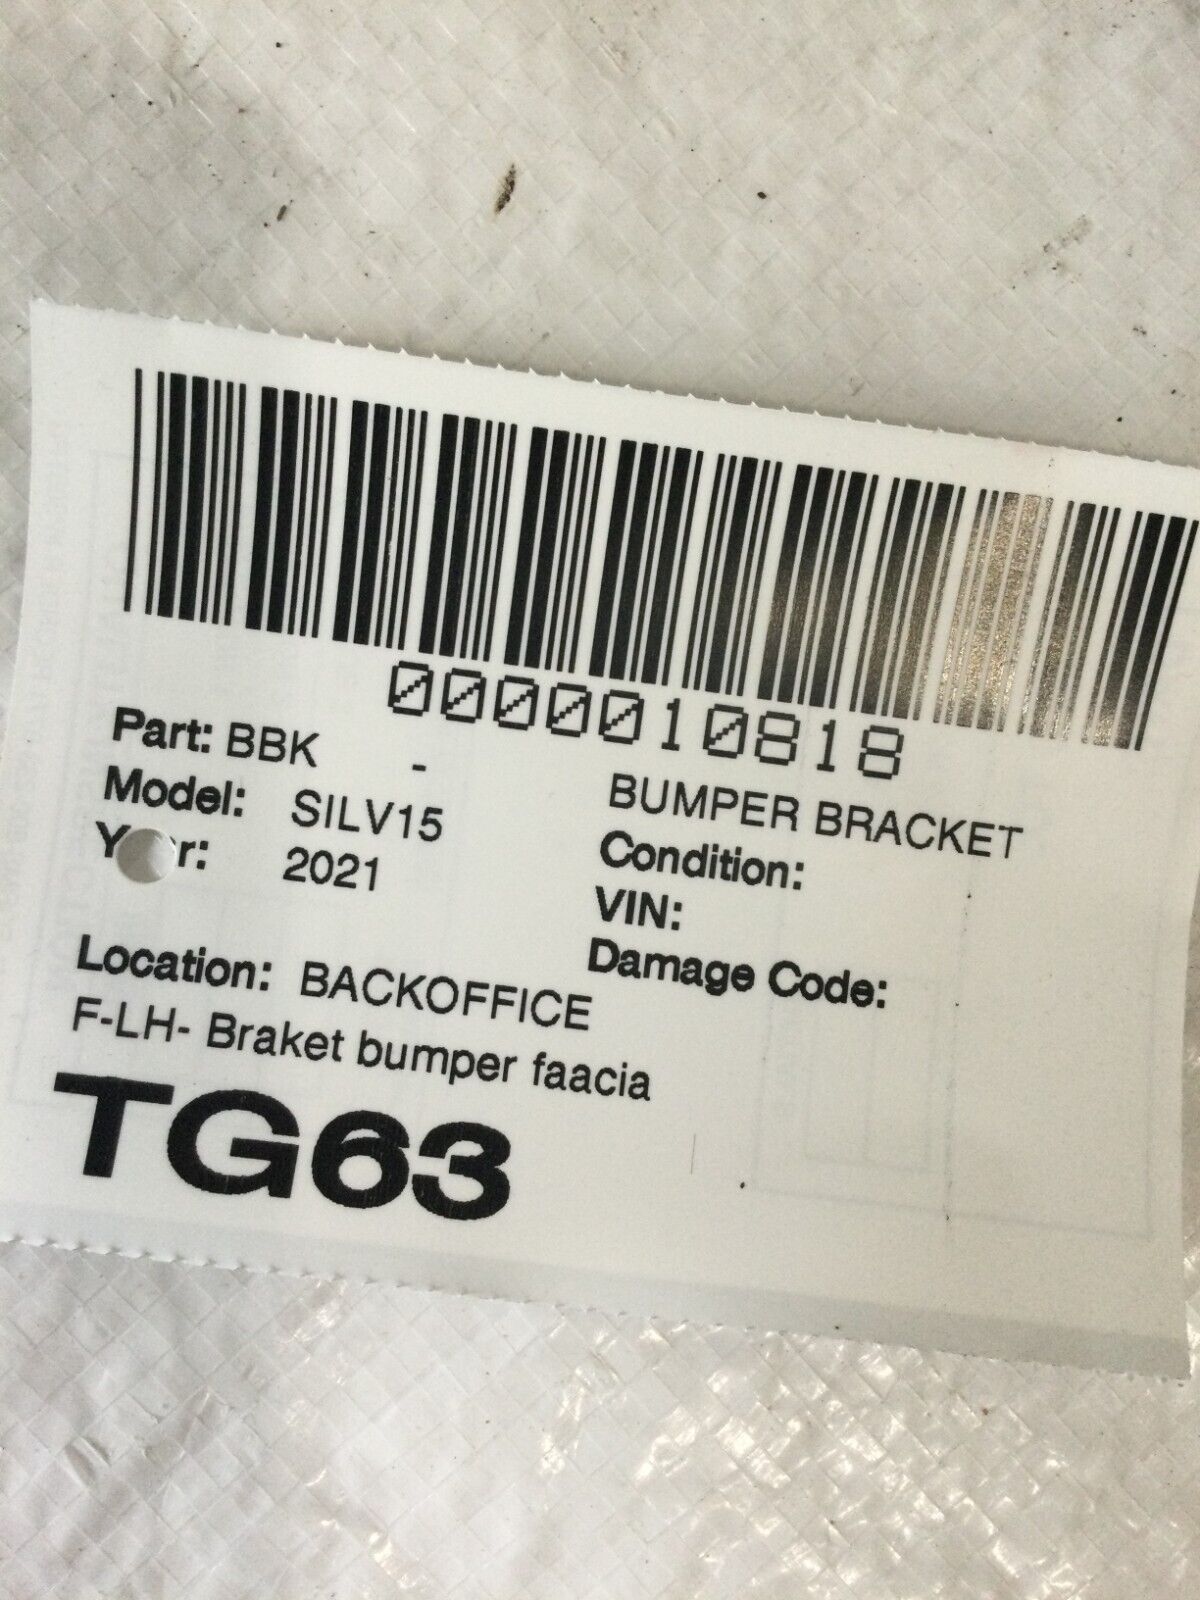 0000010818
Part: BBK - BUMPER BRACKET
Model: SILV15 Condition:
Year: 2021 VIN:
Damage Code:
Location: BACKOFFICE
F-LH- Braket bumper faacia
TG63